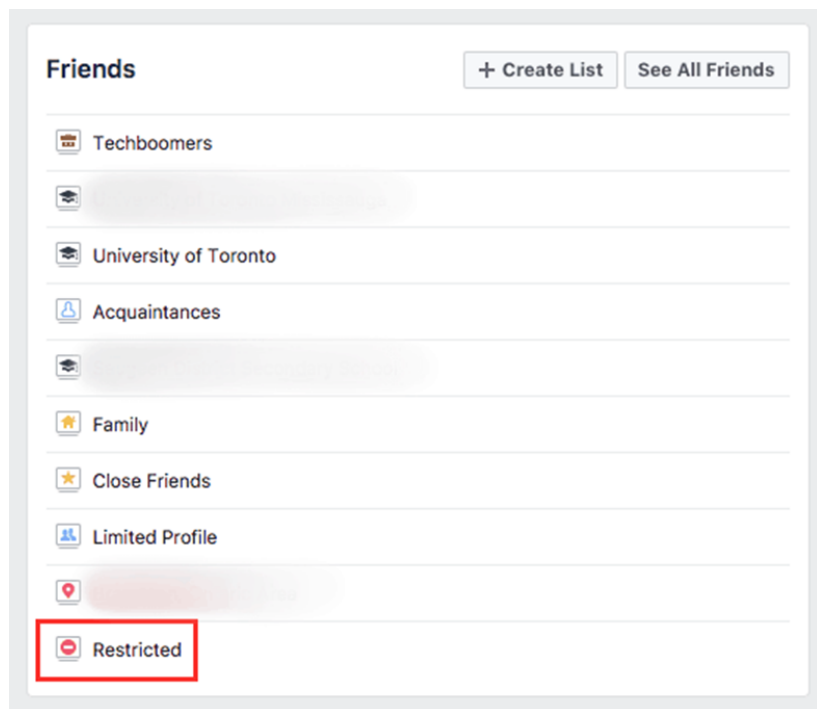 Friends
+ Create List
See All Friends
Techboomers
University of Toronto
Acquaintances
Family
Close Friends
Limited Profile
Restricted